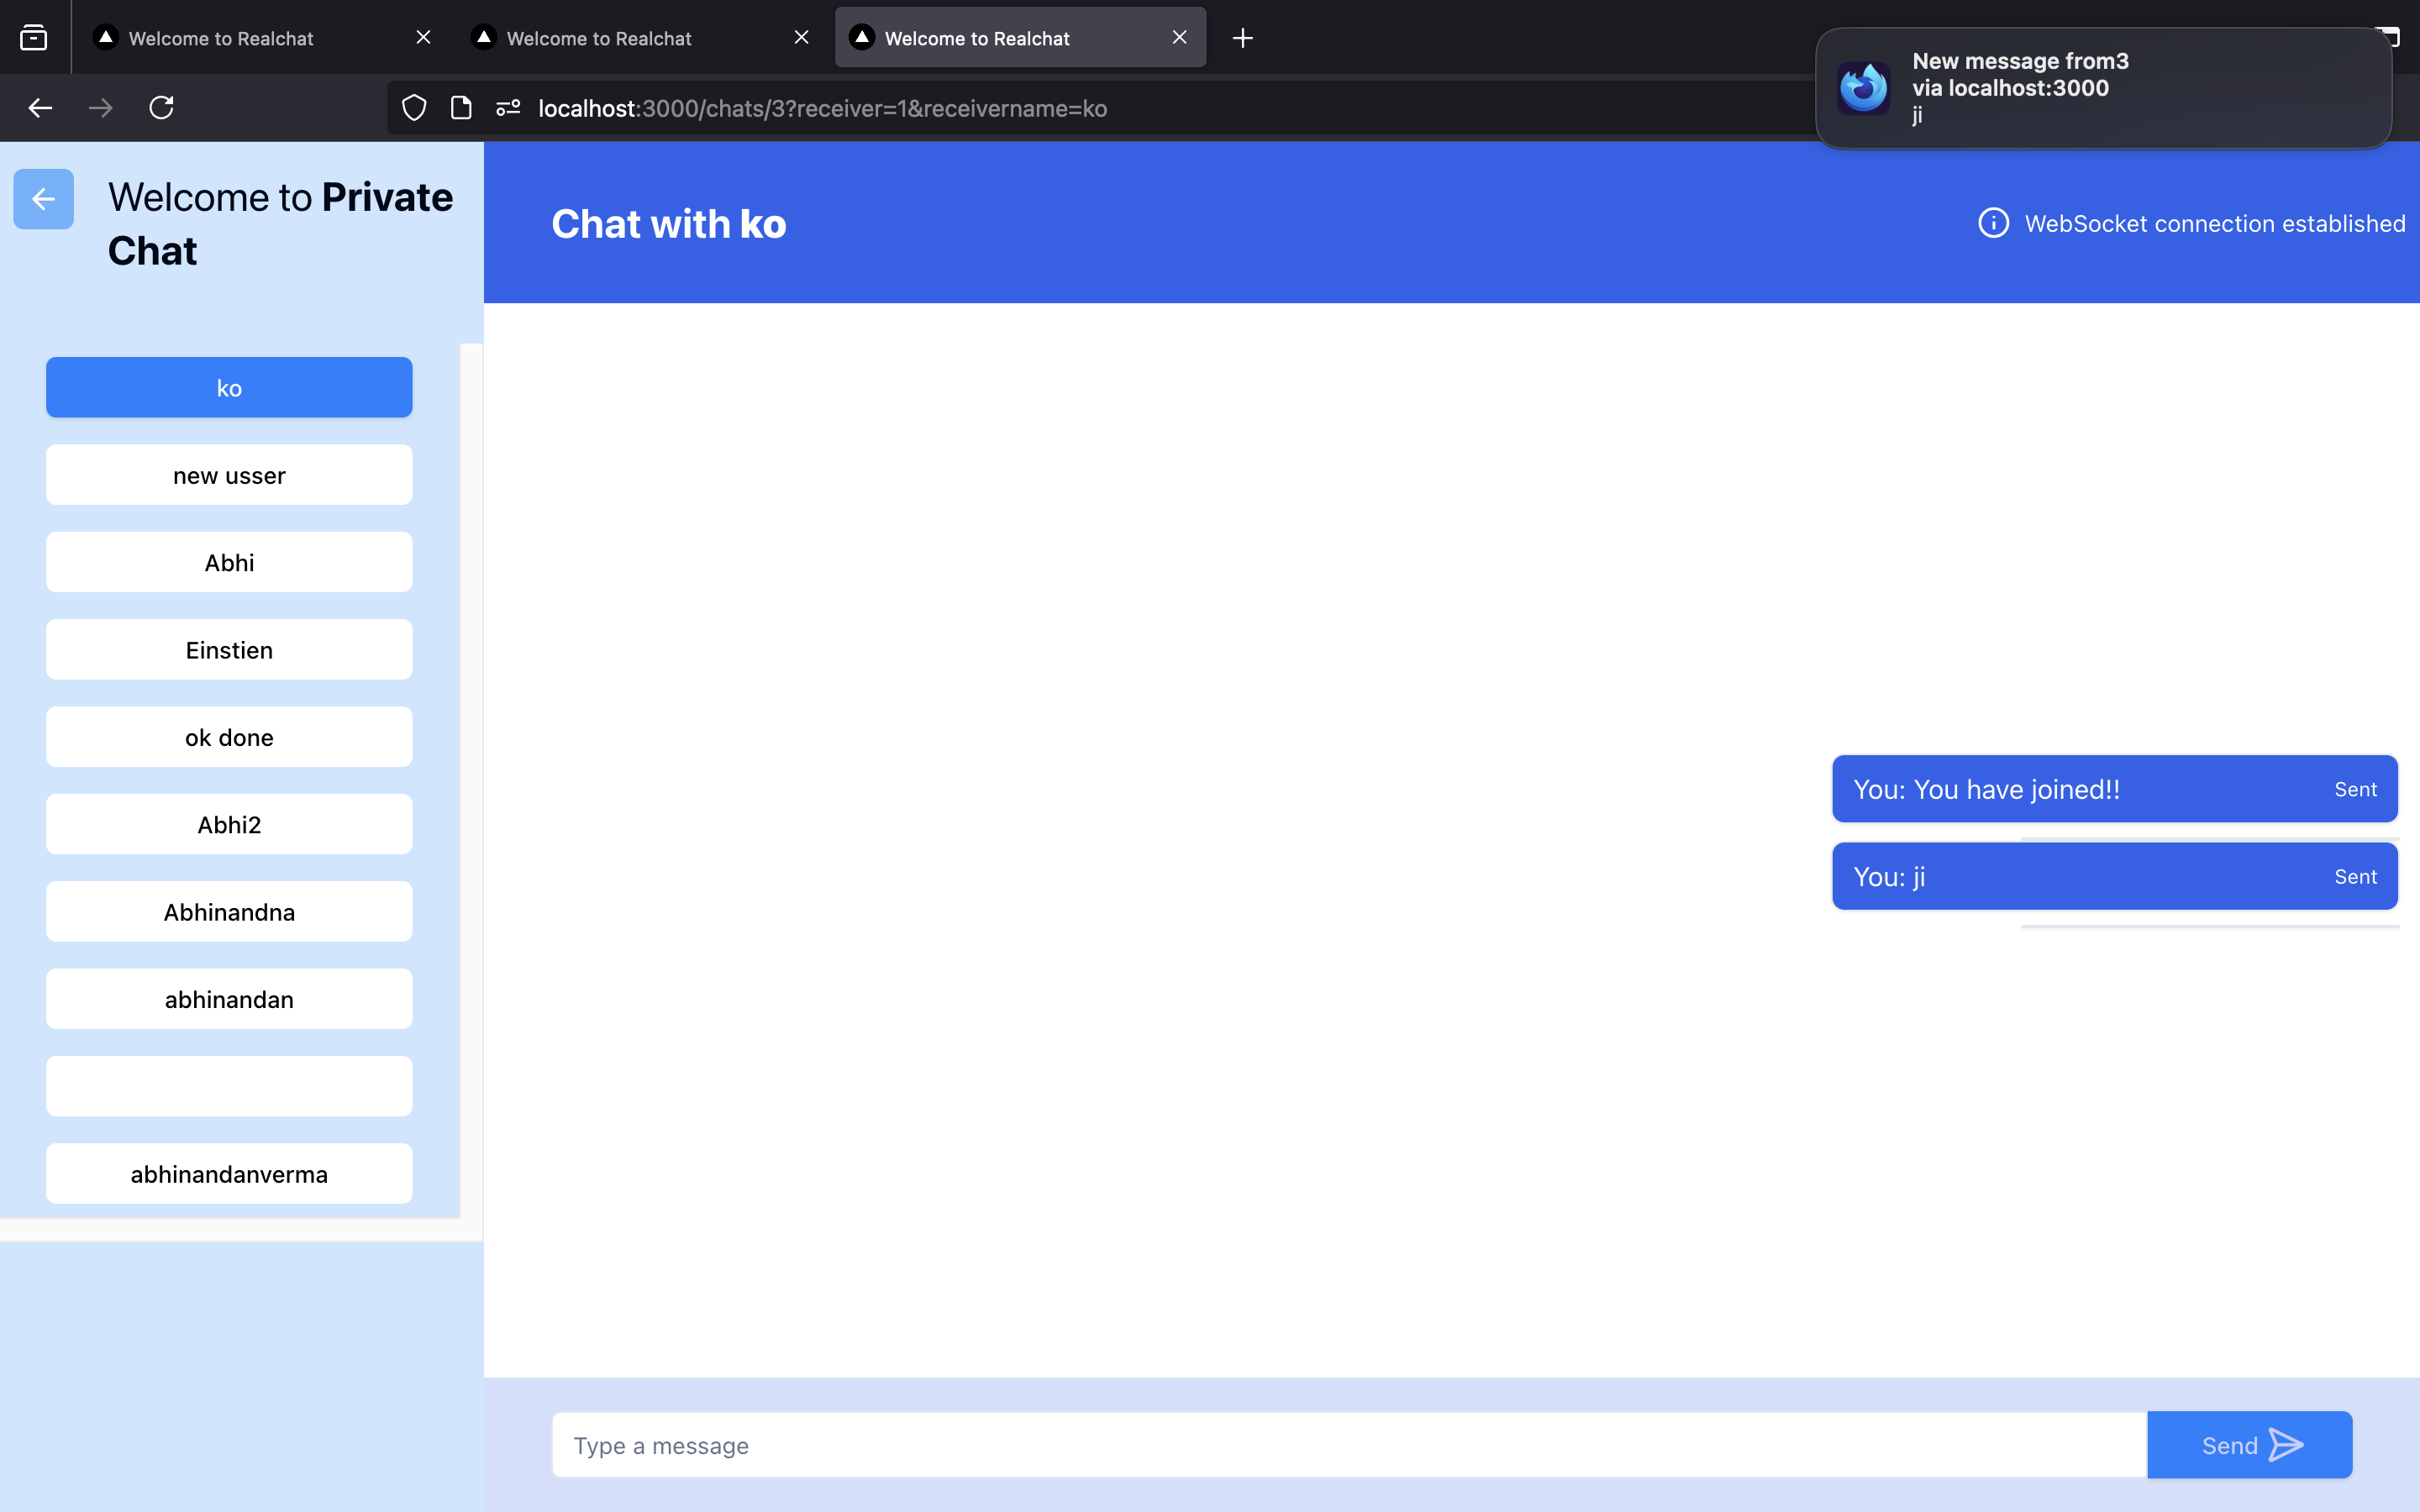 Welcome to Realchat
Welcome to Realchat
Welcome to Realchat
New message from3
via localhost:3000
ji
localhost:3000/chats/3?receiver=1&receivername=ko
Welcome to Private
Chat
Chat with ko
WebSocket connection established
ko
new usser
Abhi
Einstien
ok done
Abhi2
Abhinandna
abhinandan
abhinandanverma
You: You have joined!! Sent
You: ji Sent
Type a message
Send